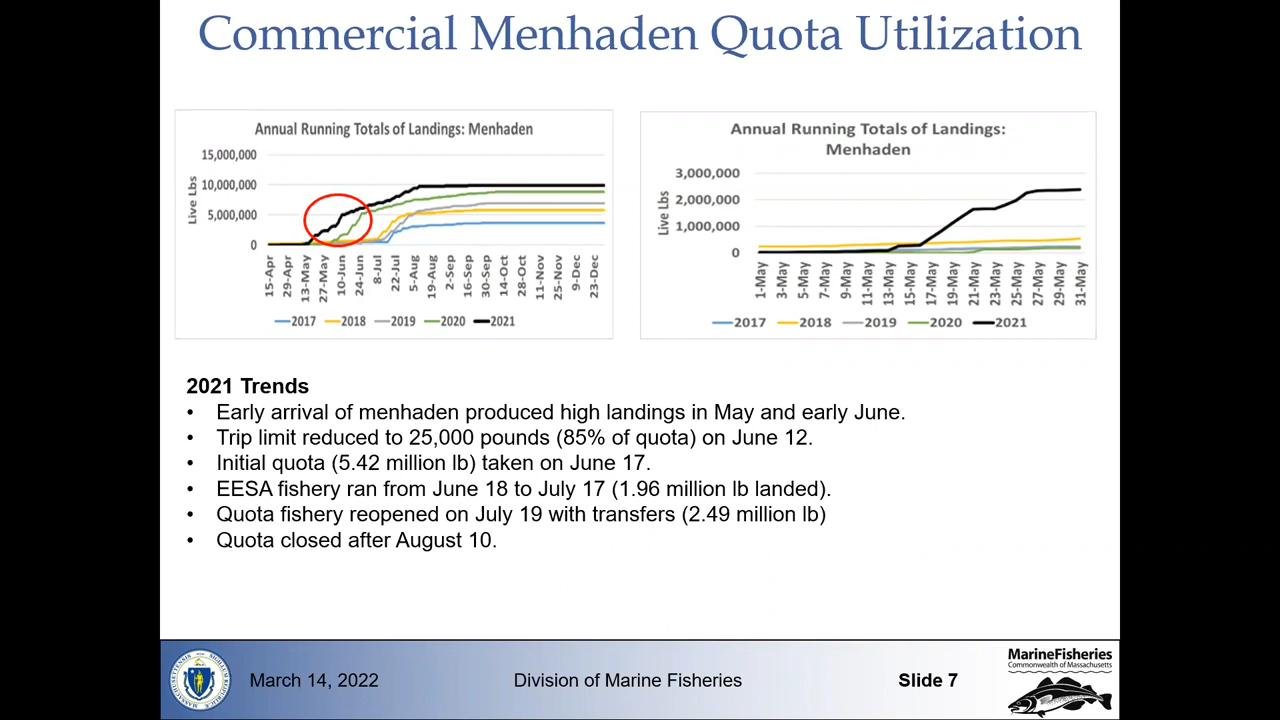 Commercial Menhaden Quota Utilization
Annual Running Totals of Landings: Menhaden
Live Lbs
15,000,000
10,000,000
5,000,000
0
15-Apr
29-Apr
13-May
27-May
10-Jun
24-Jun
8-Jul
22-Jul
5-Aug
19-Aug
2-Sep
16-Sep
30-Sep
14-Oct
28-Oct
11-Nov
25-Nov
9-Dec
23-Dec
2017 2018 2019 2020 2021
Annual Running Totals of Landings:
Menhaden
Live Lbs
3,000,000
2,000,000
1,000,000
0
1-May
3-May
5-May
7-May
9-May
11-May
13-May
15-May
17-May
19-May
21-May
23-May
25-May
27-May
29-May
31-May
2017 2018 2019 2020 2021
2021 Trends
• Early arrival of menhaden produced high landings in May and early June.
• Trip limit reduced to 25,000 pounds (85% of quota) on June 12.
• Initial quota (5.42 million lb) taken on June 17.
• EESA fishery ran from June 18 to July 17 (1.96 million lb landed).
• Quota fishery reopened on July 19 with transfers (2.49 million lb)
• Quota closed after August 10.
March 14, 2022
Division of Marine Fisheries
Slide 7
MarineFisheries
Commonwealth of Massachusetts